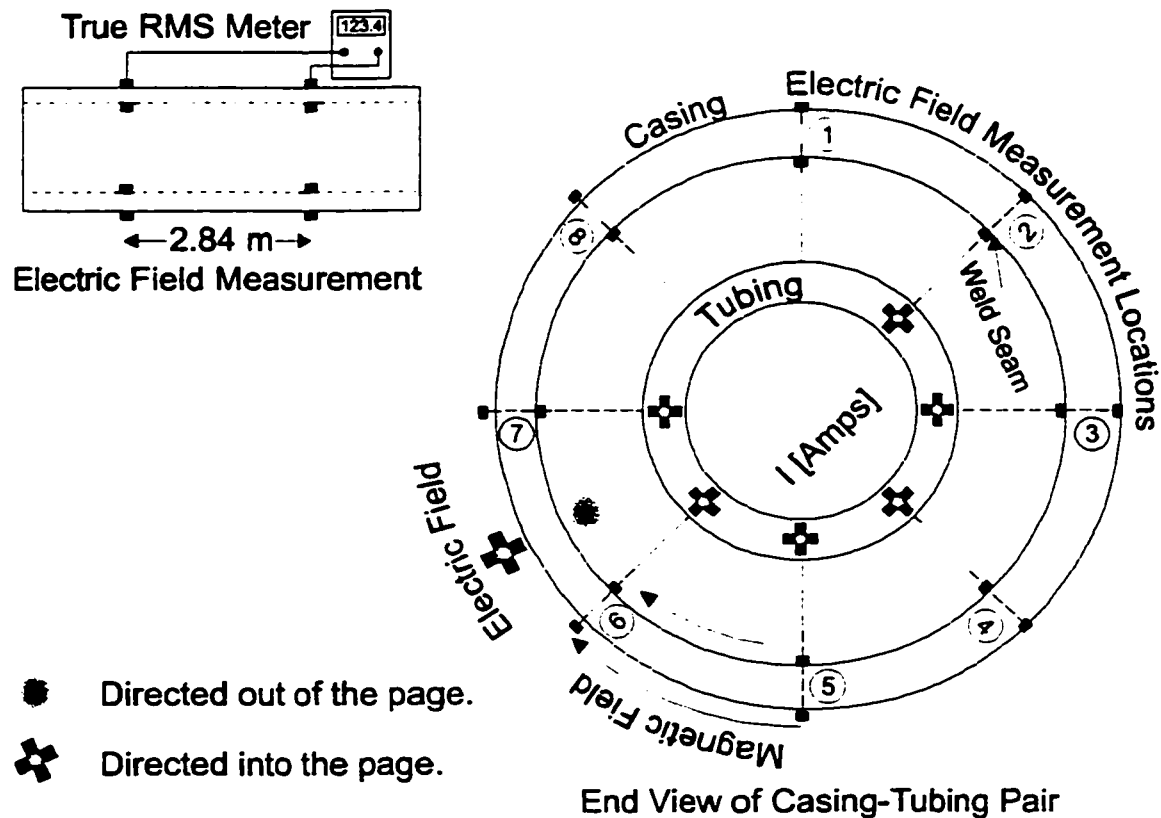 True RMS Meter
123.4
2.84 m
Electric Field Measurement
Casing
Electric Field Measurement Locations
1
2
3
4
5
6
7
8
Tubing
Weld Seam
I [Amps]
Electric Field
Magnetic Field
Directed out of the page.
Directed into the page.
End View of Casing-Tubing Pair